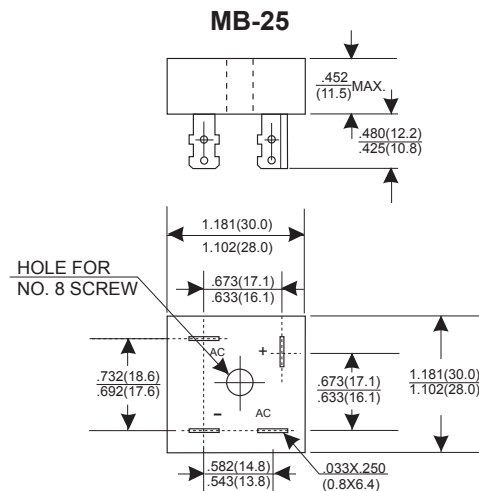 MB-25
.452
(11.5)
MAX.
.480(12.2)
.425(10.8)
1.181(30.0)
1.102(28.0)
HOLE FOR
NO. 8 SCREW
.673(17.1)
.633(16.1)
AC
+
.732(18.6)
.692(17.6)
.673(17.1)
.633(16.1)
1.181(30.0)
1.102(28.0)
-
AC
.582(14.8)
.543(13.8)
.033X.250
(0.8X6.4)